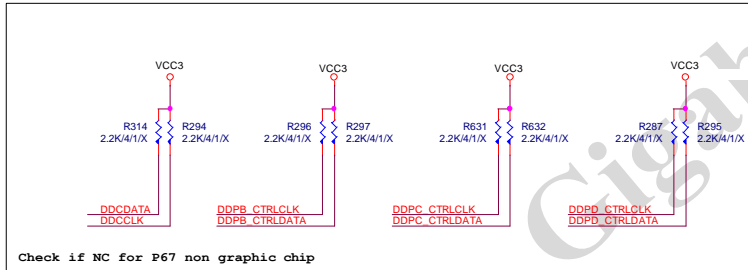 VCC3 VCC3 VCC3 VCC3
R314 R294 R296 R297 R631 R632 R287 R295
2.2K/4/1/X 2.2K/4/1/X 2.2K/4/1/X 2.2K/4/1/X 2.2K/4/1/X 2.2K/4/1/X 2.2K/4/1/X 2.2K/4/1/X
DDCDATA DDPB_CTRLCLK DDPC_CTRLCLK DDPD_CTRLCLK
DDCCLK DDPB_CTRLDATA DDPC_CTRLDATA DDPD_CTRLDATA
Check if NC for P67 non graphic chip